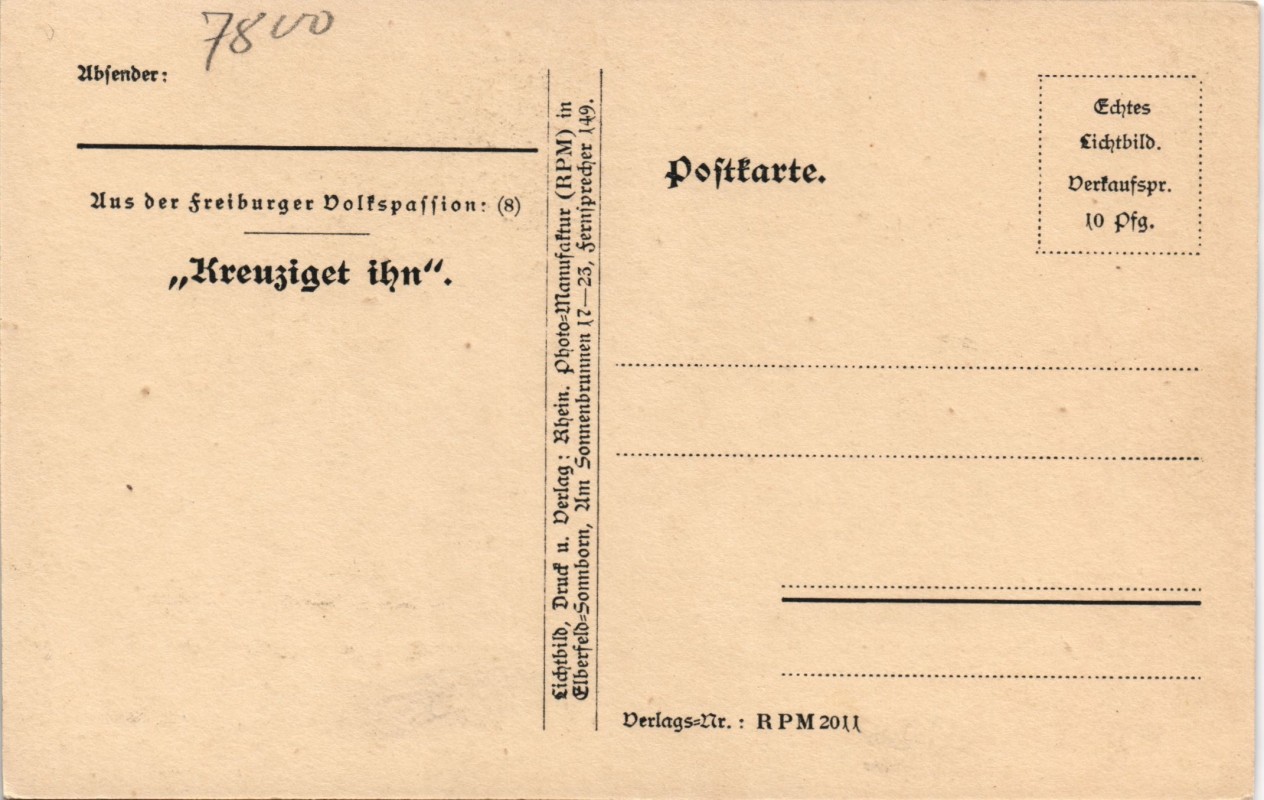 7800
Absender:
Aus der Freiburger Volkspassion: (8)
„Kreuziget ihn“.
Lichtbild, Druck u. Verlag: Rhein. Photo=Manufaktur (RPM) in
Elberfeld=Sonnborn, Am Sonnenbrunnen 17—23, Fernsprecher 149.
Postkarte.
Echtes
Lichtbild.
Verkaufspr.
10 Pfg.
Verlags=Nr.: RPM 2011